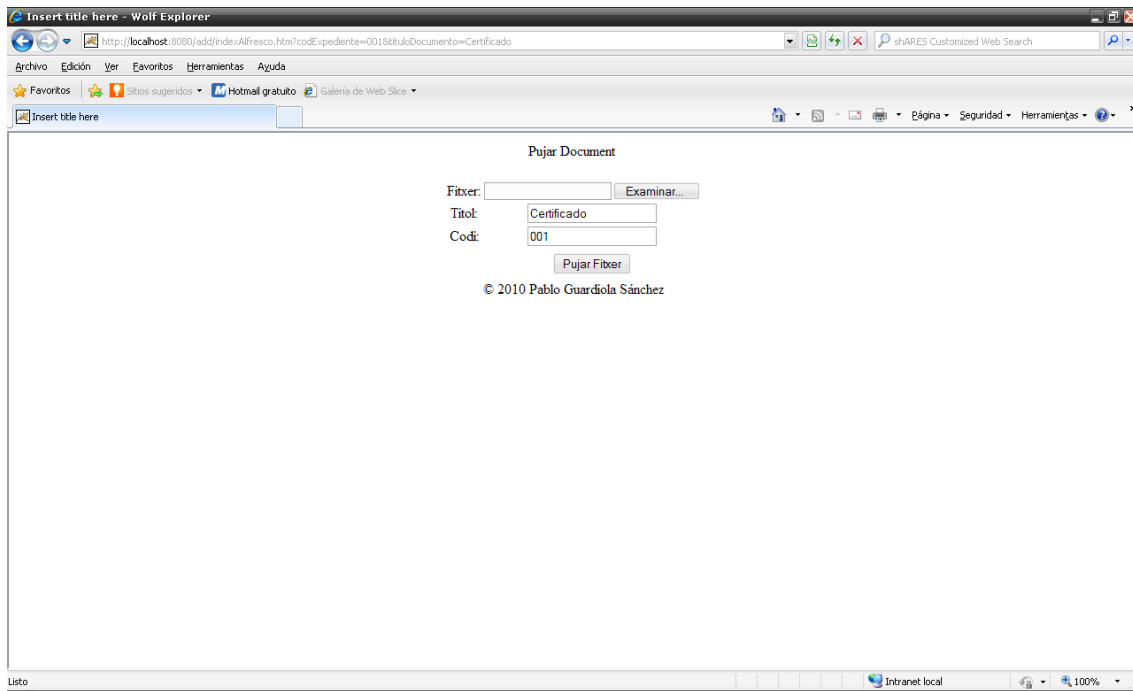 Insert title here - Wolf Explorer
http://localhost:8080/add/indexAlfresco.htm?codExpediente=001&tituloDocumento=Certificado
shARES Customized Web Search
Archivo Edición Ver Favoritos Herramientas Ayuda
Favoritos Sitios sugeridos Hotmail gratuito Galería de Web Slice
Insert title here Página Seguridad Herramientas
Pujar Document
Fitxer: Examinar...
Titol: Certificado
Codi: 001
Pujar Fitxer
© 2010 Pablo Guardiola Sánchez
Listo Intranet local 100%